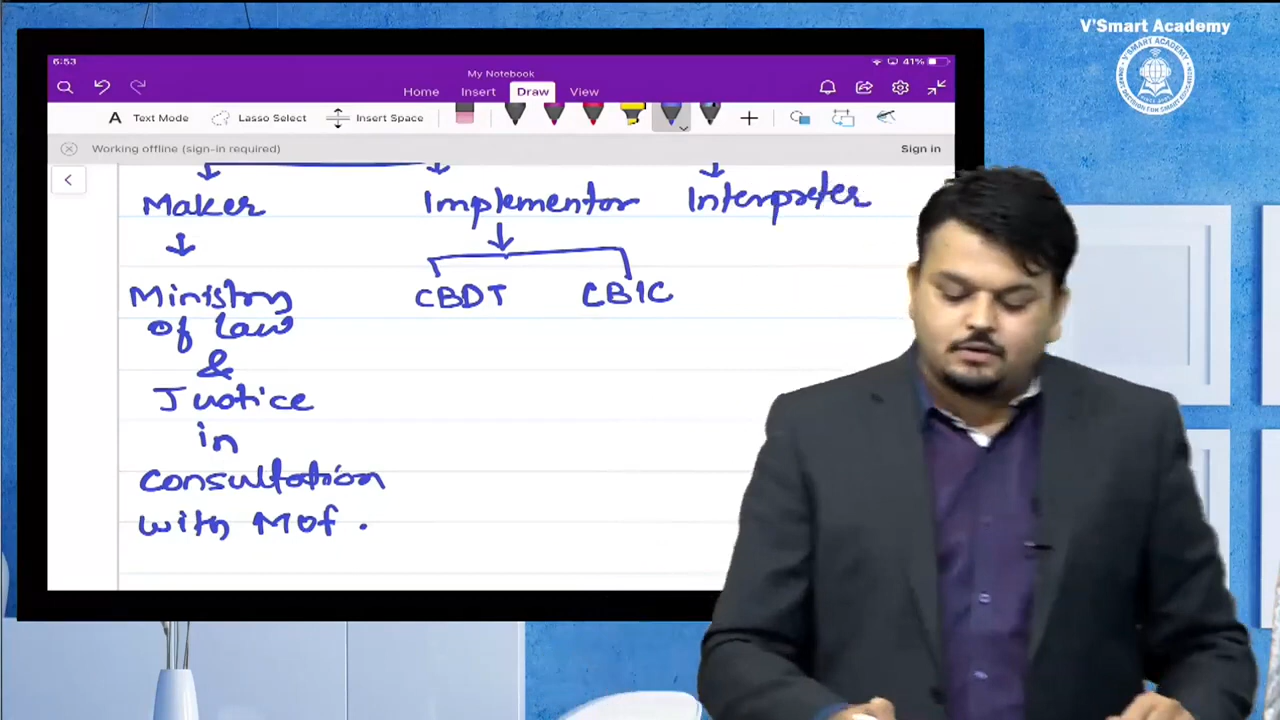 V'Smart Academy
6:53
41%
My Notebook
Home Insert Draw View
Text Mode Lasso Select Insert Space
Working offline (sign-in required) Sign in
Maker Implementor Interpreter
Ministry CBDT CBIC
of law
&
Justice
in
Consultation
with Mof.